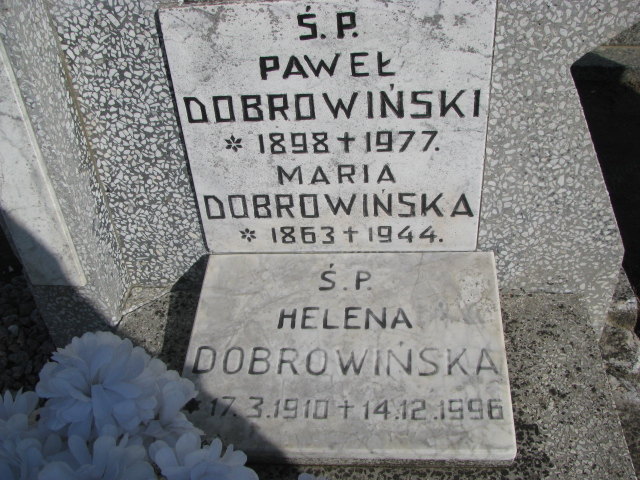 Ś.P.
PAWEŁ
DOBROWIŃSKI
* 1898 + 1977.
MARIA
DOBROWIŃSKA
* 1863 + 1944.
Ś.P.
HELENA
DOBROWIŃSKA
* 17.3.1910 + 14.12.1996